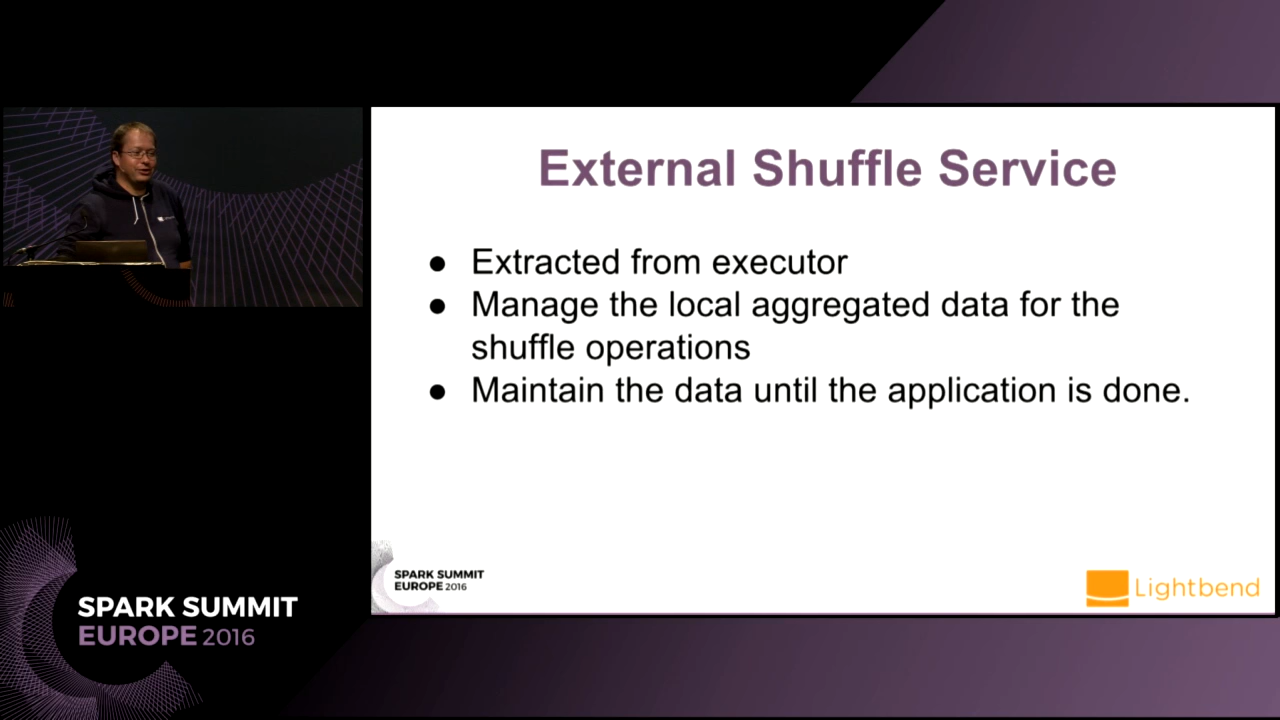 External Shuffle Service
● Extracted from executor
● Manage the local aggregated data for the
shuffle operations
● Maintain the data until the application is done.
SPARK SUMMIT
EUROPE 2016
Lightbend
SPARK SUMMIT
EUROPE 2016